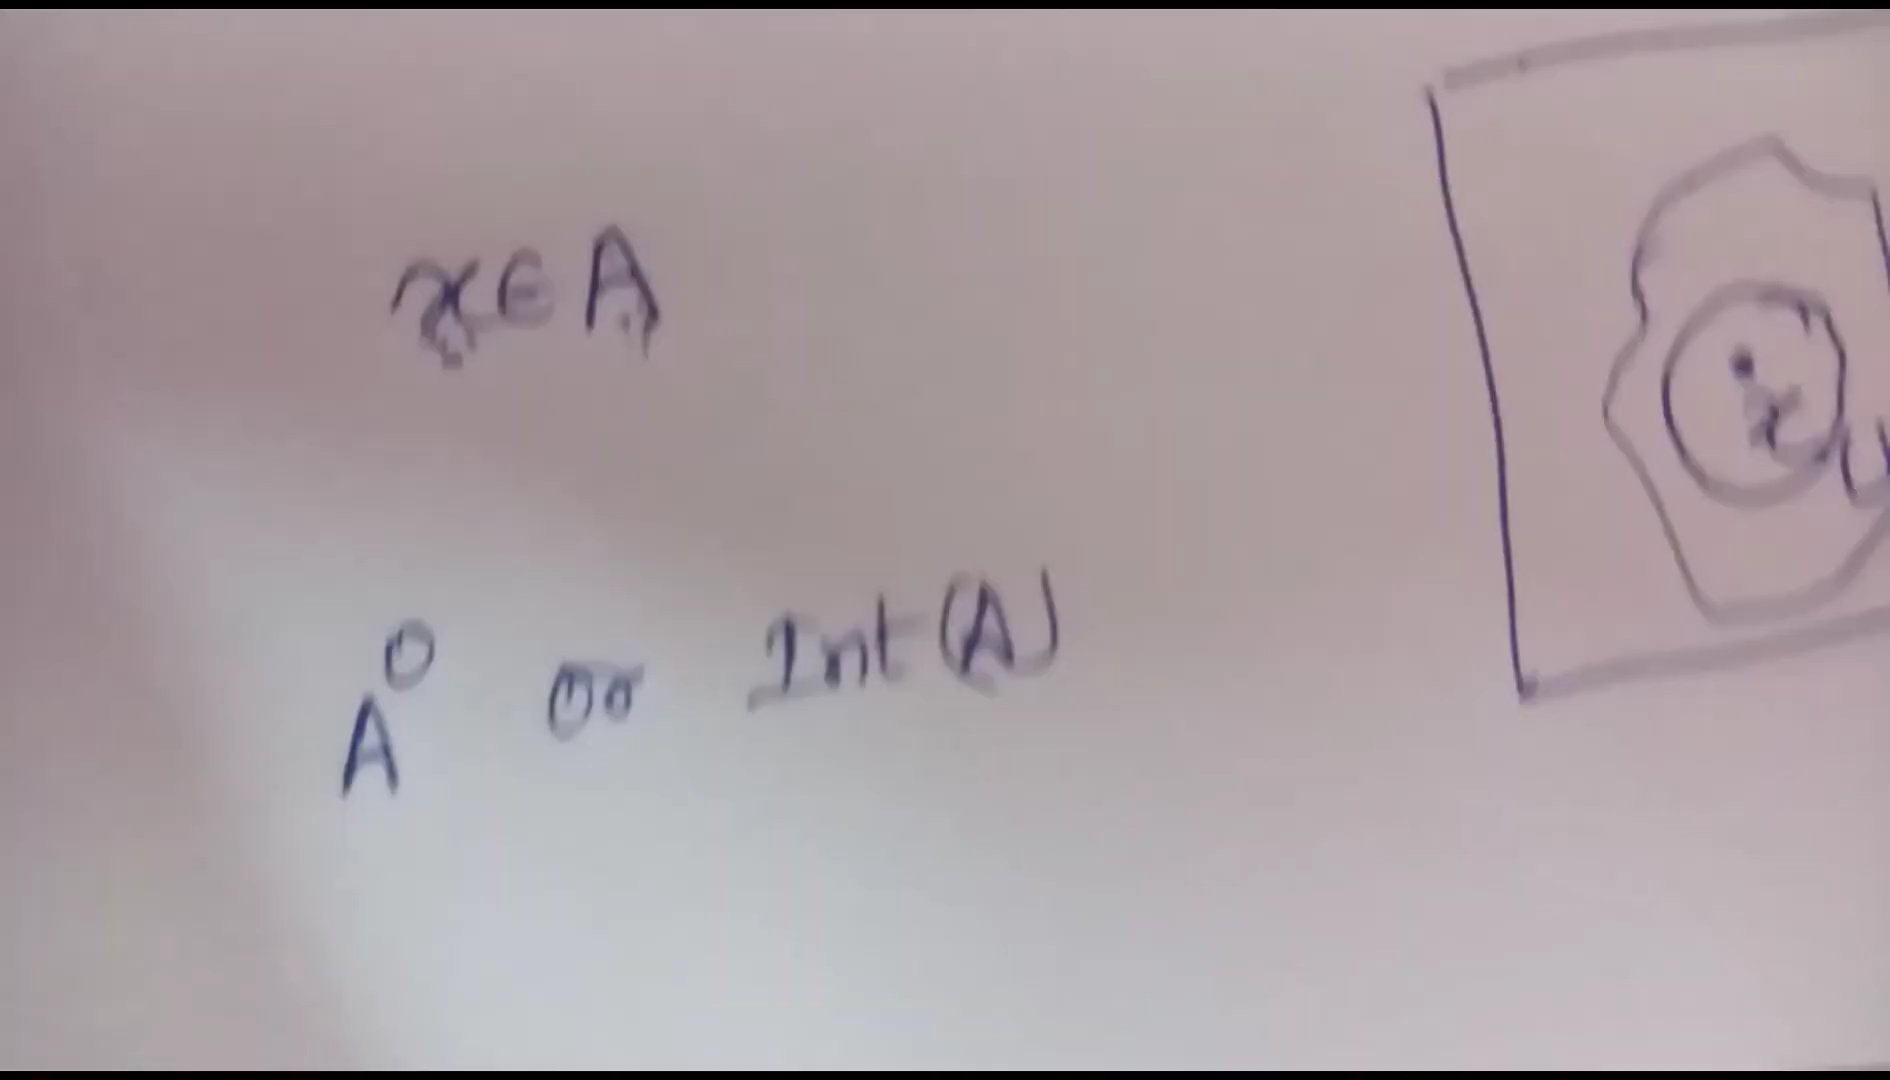 x∈A
A° or Int(A)
x
U